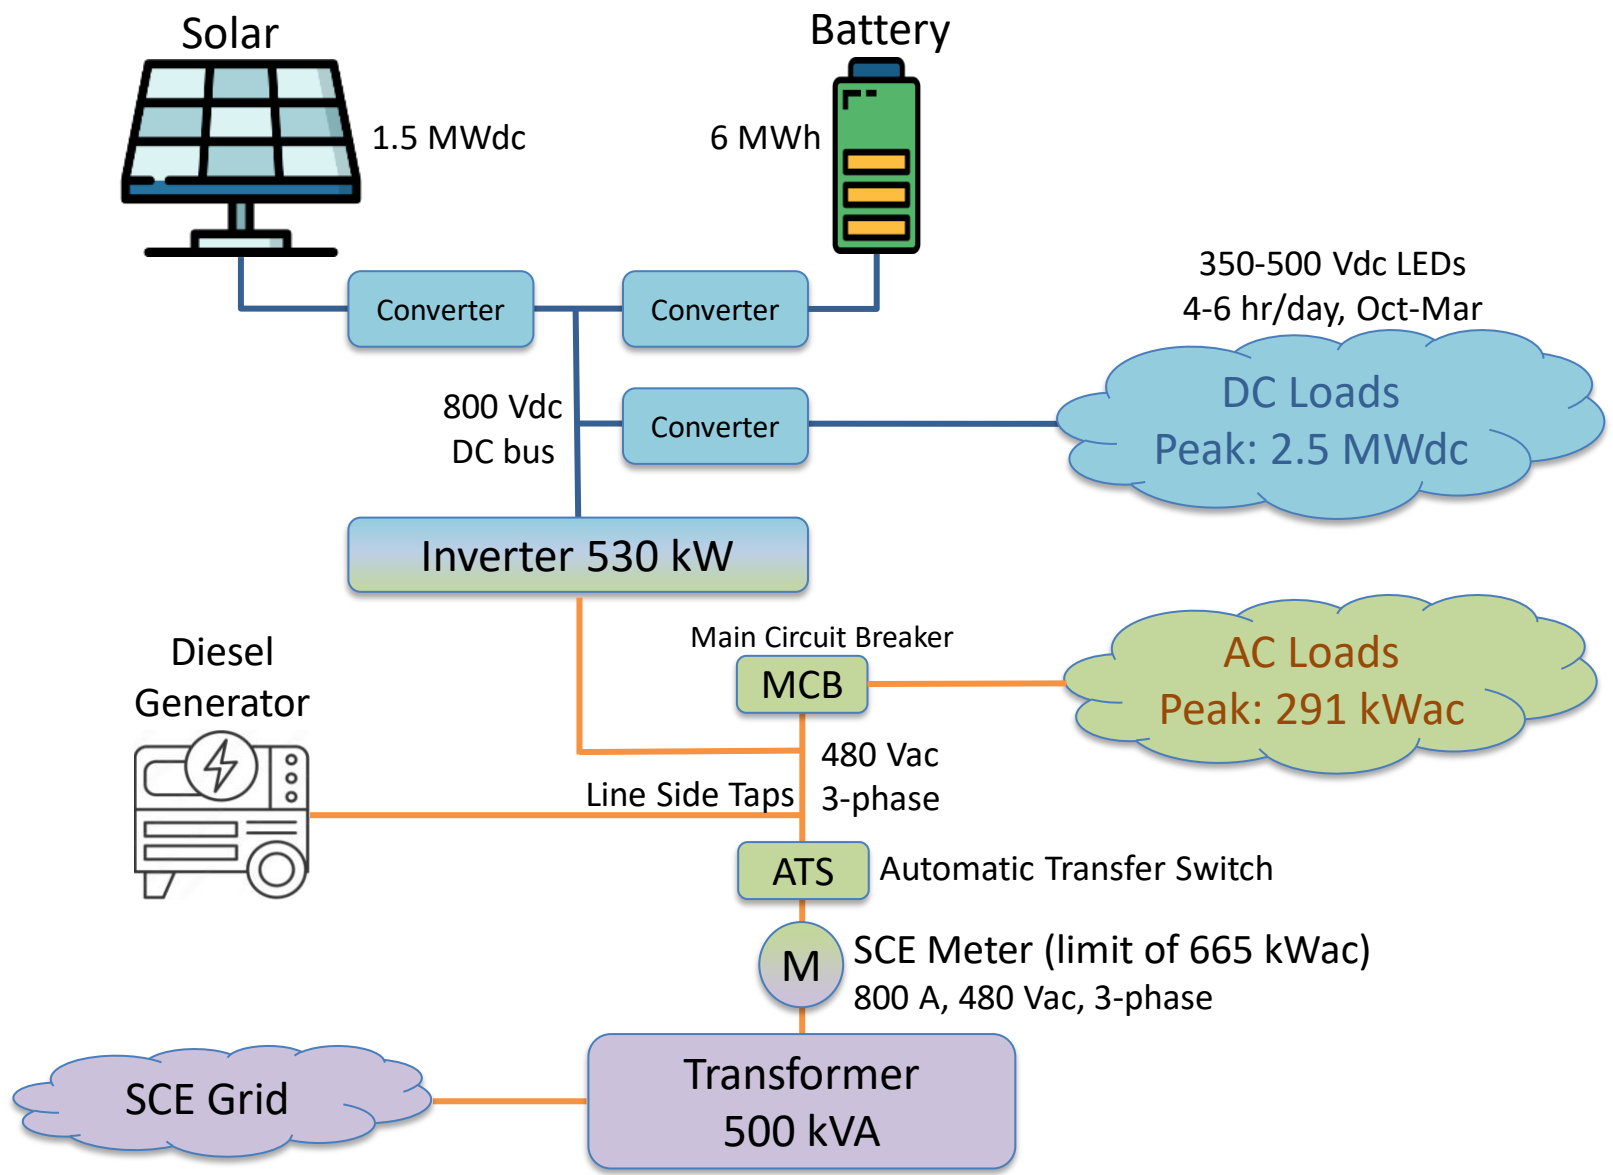 Solar
Battery
1.5 MWdc
6 MWh
350-500 Vdc LEDs
4-6 hr/day, Oct-Mar
Converter
Converter
DC Loads
Peak: 2.5 MWdc
800 Vdc
DC bus
Converter
Inverter 530 kW
Main Circuit Breaker
MCB
AC Loads
Peak: 291 kWac
Diesel
Generator
480 Vac
3-phase
Line Side Taps
ATS
Automatic Transfer Switch
M
SCE Meter (limit of 665 kWac)
800 A, 480 Vac, 3-phase
SCE Grid
Transformer
500 kVA